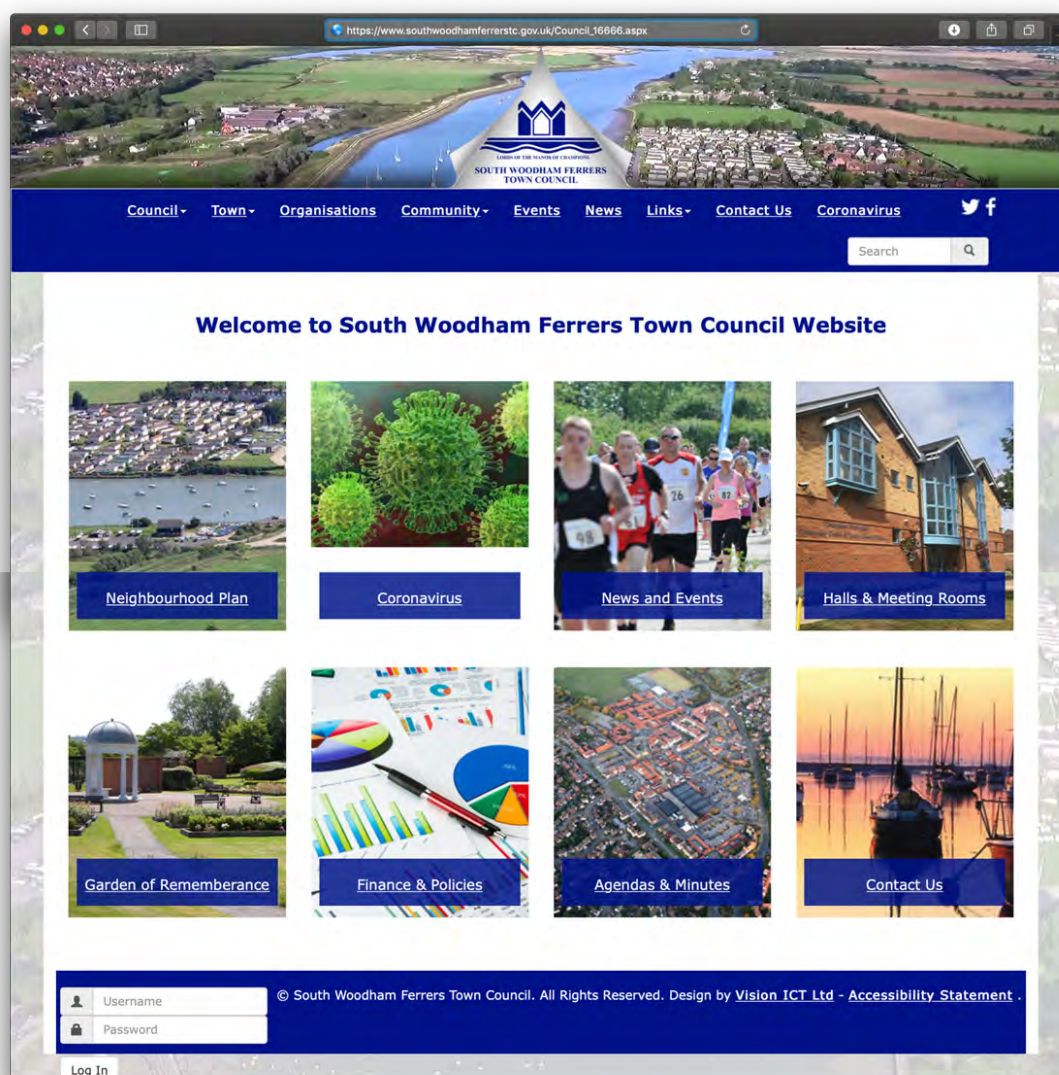 https://www.southwoodhamferrerstc.gov.uk/Council_16666.aspx
LORDS OF THE MANOR OF CHAMPIONS
SOUTH WOODHAM FERRERS
TOWN COUNCIL
Council Town Organisations Community Events News Links Contact Us Coronavirus
Search
Welcome to South Woodham Ferrers Town Council Website
Neighbourhood Plan Coronavirus News and Events Halls & Meeting Rooms
98 26 82
Garden of Rememberance Finance & Policies Agendas & Minutes Contact Us
Username
© South Woodham Ferrers Town Council. All Rights Reserved. Design by Vision ICT Ltd - Accessibility Statement .
Password
Log In